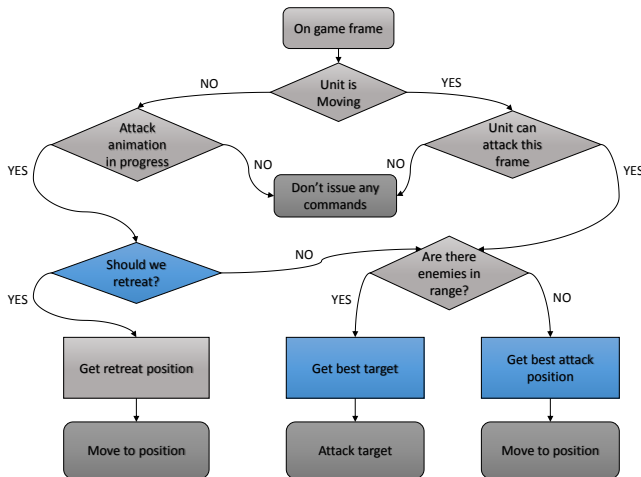 On game frame
NO
Unit is
Moving
YES
Attack
animation
in progress
Unit can
attack this
frame
YES
NO
NO
YES
Don't issue any
commands
Should we
retreat?
NO
Are there
enemies in
range?
YES
YES
NO
Get retreat position
Get best target
Get best attack
position
Move to position
Attack target
Move to position